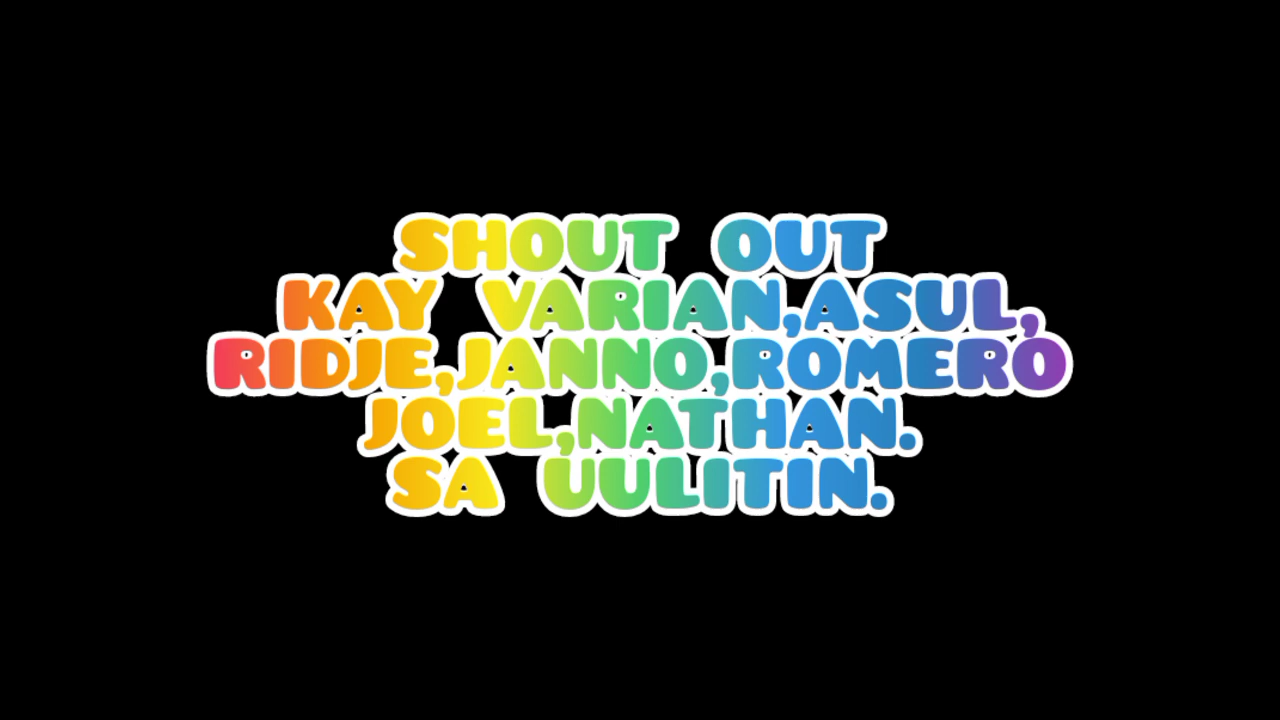 SHOUT OUT
KAY VARIAN,ASUL,
RIDJE,JANNO,ROMERO
JOEL,NATHAN.
SA UULITIN.